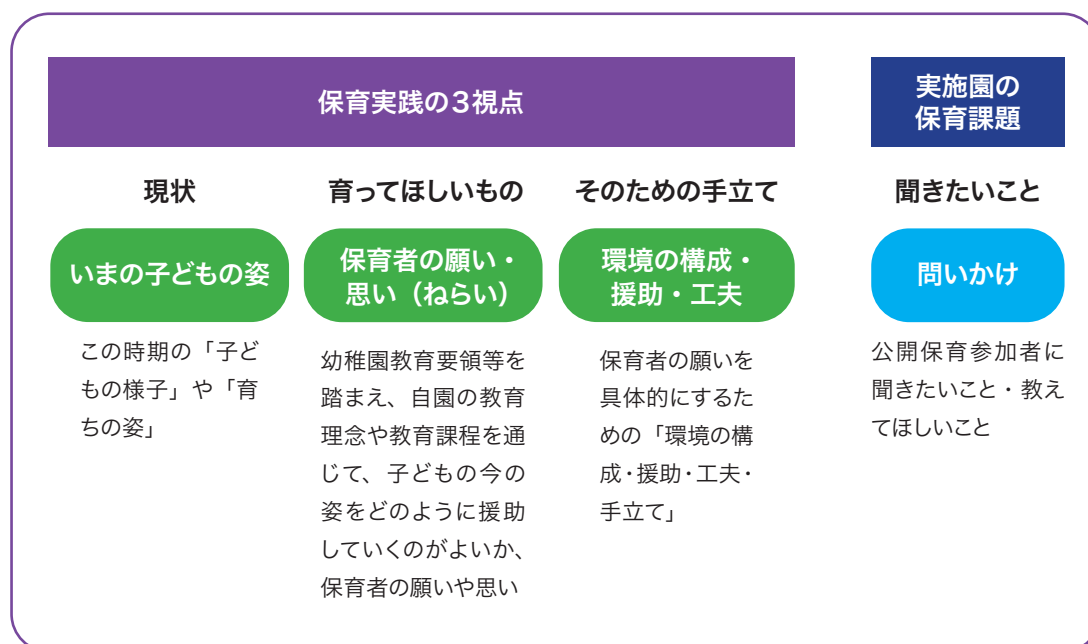 保育実践の3視点
実施園の
保育課題
現状
育ってほしいもの
そのための手立て
聞きたいこと
いまの子どもの姿
保育者の願い・
思い（ねらい）
環境の構成・
援助・工夫
問いかけ
この時期の「子ど
もの様子」や「育
ちの姿」
幼稚園教育要領等を
踏まえ、自園の教育
理念や教育課程を通
じて、子どもの今の
姿をどのように援助
していくのがよいか、
保育者の願いや思い
保育者の願いを
具体的にするた
めの「環境の構
成・援助・工夫・
手立て」
公開保育参加者に
聞きたいこと・教え
てほしいこと